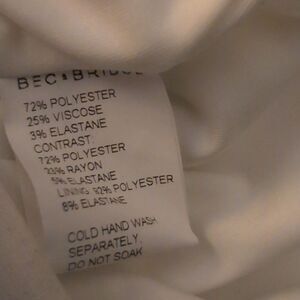 BEC & BRIDGE
72% POLYESTER
25% VISCOSE
3% ELASTANE
CONTRAST:
72% POLYESTER
23% RAYON
5% ELASTANE
LINING: 92% POLYESTER
8% ELASTANE
COLD HAND WASH
SEPARATELY.
DO NOT SOAK